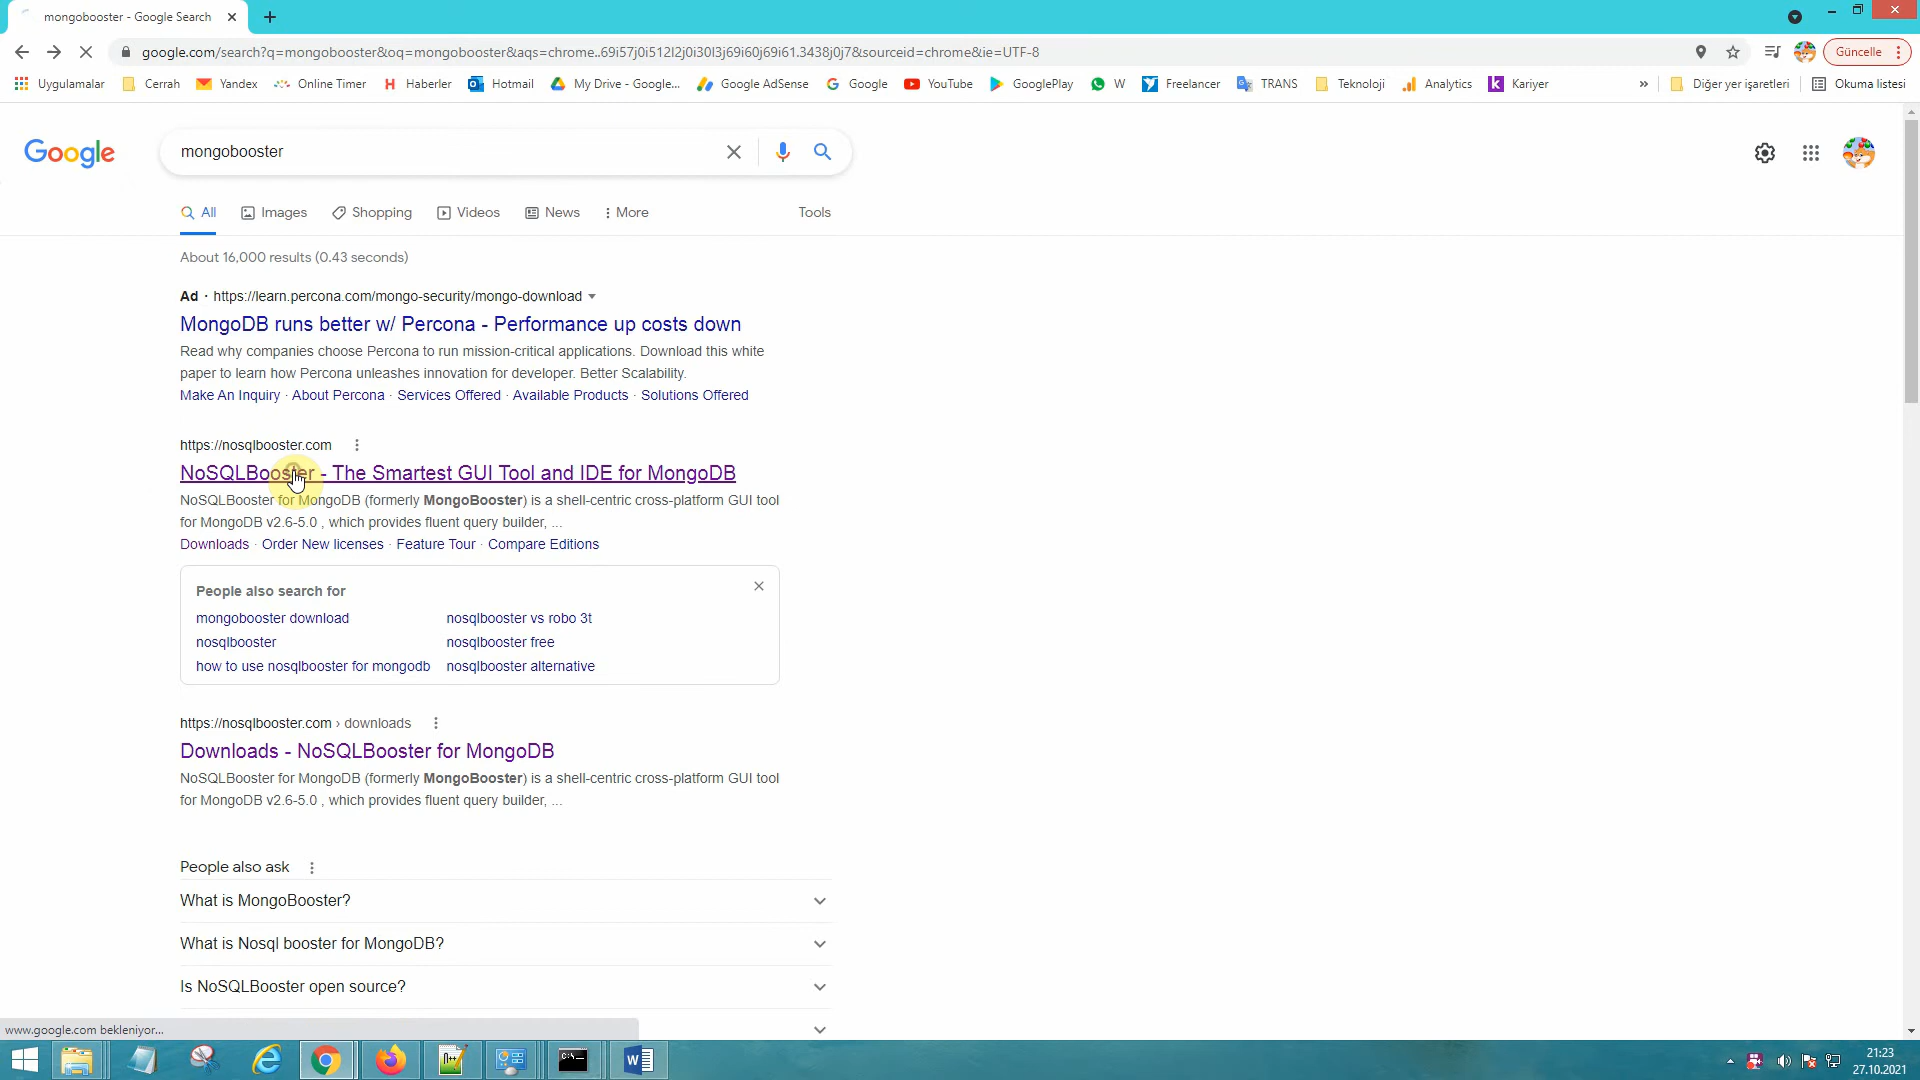 mongobooster - Google Search
google.com/search?q=mongobooster&oq=mongobooster&aqs=chrome..69i57j0i512l2j0i30l3j69i60j69i61.3438j0j7&sourceid=chrome&ie=UTF-8
Güncelle
Uygulamalar Cerrah Yandex Online Timer Haberler Hotmail My Drive - Google... Google AdSense Google YouTube GooglePlay W Freelancer TRANS Teknoloji Analytics Kariyer » Diğer yer işaretleri Okuma listesi
Google
mongobooster
All Images Shopping Videos News More Tools
About 16,000 results (0.43 seconds)
Ad · https://learn.percona.com/mongo-security/mongo-download
MongoDB runs better w/ Percona - Performance up costs down
Read why companies choose Percona to run mission-critical applications. Download this white
paper to learn how Percona unleashes innovation for developer. Better Scalability.
Make An Inquiry · About Percona · Services Offered · Available Products · Solutions Offered
https://nosqlbooster.com
NoSQLBooster - The Smartest GUI Tool and IDE for MongoDB
NoSQLBooster for MongoDB (formerly MongoBooster) is a shell-centric cross-platform GUI tool
for MongoDB v2.6-5.0 , which provides fluent query builder, ...
Downloads · Order New licenses · Feature Tour · Compare Editions
People also search for
mongobooster download nosqlbooster vs robo 3t
nosqlbooster nosqlbooster free
how to use nosqlbooster for mongodb nosqlbooster alternative
https://nosqlbooster.com › downloads
Downloads - NoSQLBooster for MongoDB
NoSQLBooster for MongoDB (formerly MongoBooster) is a shell-centric cross-platform GUI tool
for MongoDB v2.6-5.0 , which provides fluent query builder, ...
People also ask
What is MongoBooster?
What is Nosql booster for MongoDB?
Is NoSQLBooster open source?
www.google.com bekleniyor...
21:23
27.10.2021